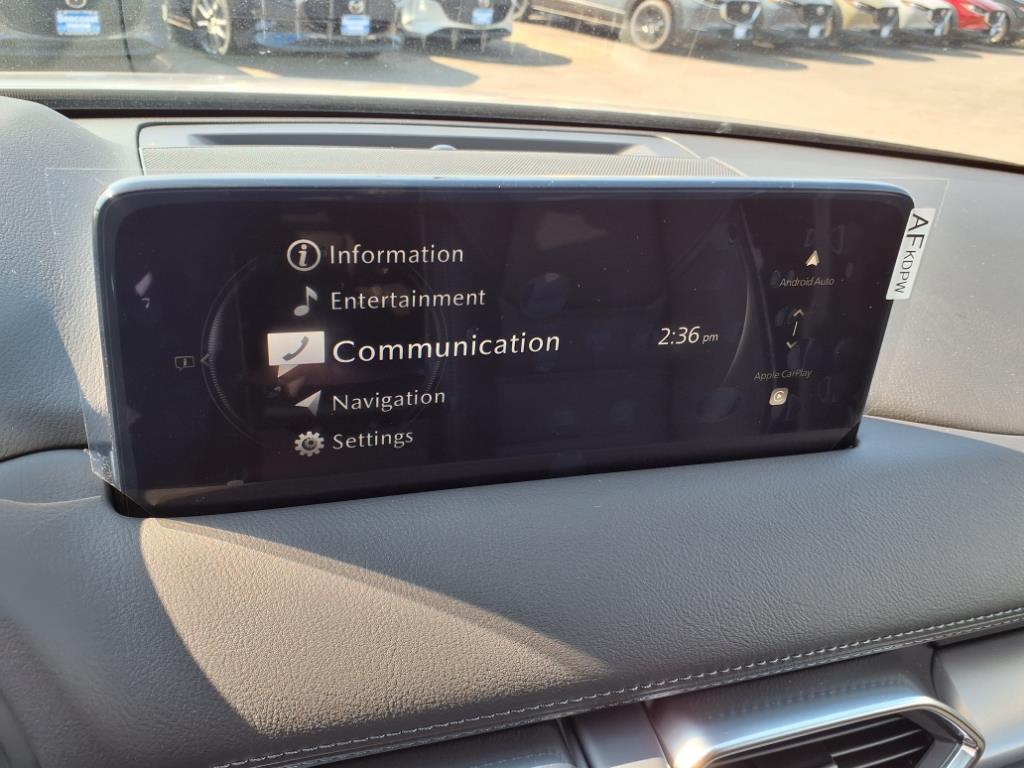 Information
Entertainment
Communication
2:36 pm
Navigation
Settings
Android Auto
Apple CarPlay
AF KDPW